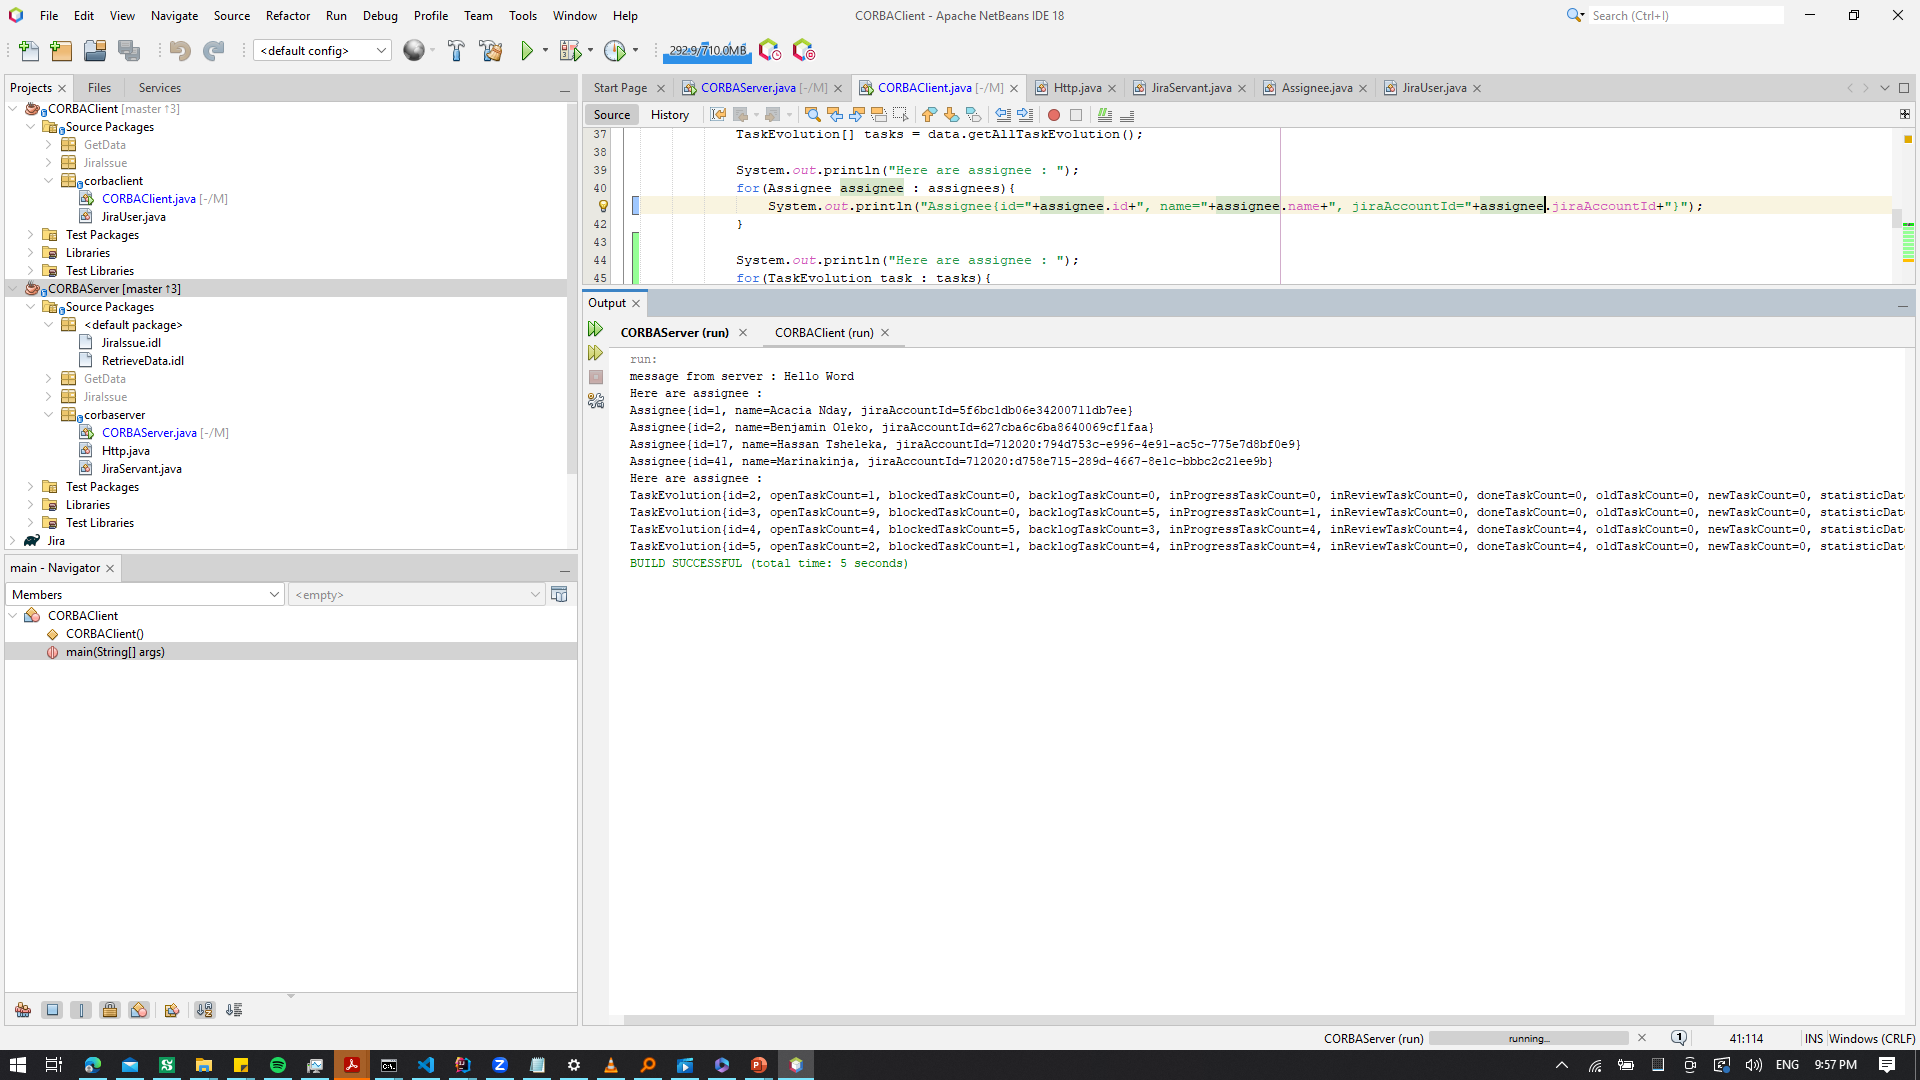 File Edit View Navigate Source Refactor Run Debug Profile Team Tools Window Help
CORBAClient - Apache NetBeans IDE 18
Search (Ctrl+I)
<default config>
292.9/710.0MB
Projects Files Services
CORBAClient [master ↑3]
Source Packages
GetData
JiraIssue
corbaclient
CORBAClient.java [-/M]
JiraUser.java
Test Packages
Libraries
Test Libraries
CORBAServer [master ↑3]
Source Packages
<default package>
JiraIssue.idl
RetrieveData.idl
GetData
JiraIssue
corbaserver
CORBAServer.java [-/M]
Http.java
JiraServant.java
Test Packages
Libraries
Test Libraries
Jira
main - Navigator
Members
<empty>
CORBAClient
CORBAClient()
main(String[] args)
Start Page CORBAServer.java [-/M] CORBAClient.java [-/M] Http.java JiraServant.java Assignee.java JiraUser.java
Source History
37 TaskEvolution[] tasks = data.getAllTaskEvolution();
38
39 System.out.println("Here are assignee : ");
40 for(Assignee assignee : assignees){
System.out.println("Assignee{id="+assignee.id+", name="+assignee.name+", jiraAccountId="+assignee.jiraAccountId+"}");
42 }
43
44 System.out.println("Here are assignee : ");
45 for(TaskEvolution task : tasks){
Output
CORBAServer (run) CORBAClient (run)
run:
message from server : Hello Word
Here are assignee :
Assignee{id=1, name=Acacia Nday, jiraAccountId=5f6bc1db06e34200711db7ee}
Assignee{id=2, name=Benjamin Oleko, jiraAccountId=627cba6c6ba8640069cf1faa}
Assignee{id=17, name=Hassan Tsheleka, jiraAccountId=712020:794d753c-e996-4e91-ac5c-775e7d8bf0e9}
Assignee{id=41, name=Marinakinja, jiraAccountId=712020:d758e715-289d-4667-8e1c-bbbc2c21ee9b}
Here are assignee :
TaskEvolution{id=2, openTaskCount=1, blockedTaskCount=0, backlogTaskCount=0, inProgressTaskCount=0, inReviewTaskCount=0, doneTaskCount=0, oldTaskCount=0, newTaskCount=0, statisticDat
TaskEvolution{id=3, openTaskCount=9, blockedTaskCount=0, backlogTaskCount=5, inProgressTaskCount=1, inReviewTaskCount=0, doneTaskCount=0, oldTaskCount=0, newTaskCount=0, statisticDat
TaskEvolution{id=4, openTaskCount=4, blockedTaskCount=5, backlogTaskCount=3, inProgressTaskCount=4, inReviewTaskCount=4, doneTaskCount=4, oldTaskCount=0, newTaskCount=0, statisticDat
TaskEvolution{id=5, openTaskCount=2, blockedTaskCount=1, backlogTaskCount=4, inProgressTaskCount=4, inReviewTaskCount=0, doneTaskCount=4, oldTaskCount=0, newTaskCount=0, statisticDat
BUILD SUCCESSFUL (total time: 5 seconds)
CORBAServer (run) running... 1 41:114 INS Windows (CRLF)
ENG 9:57 PM